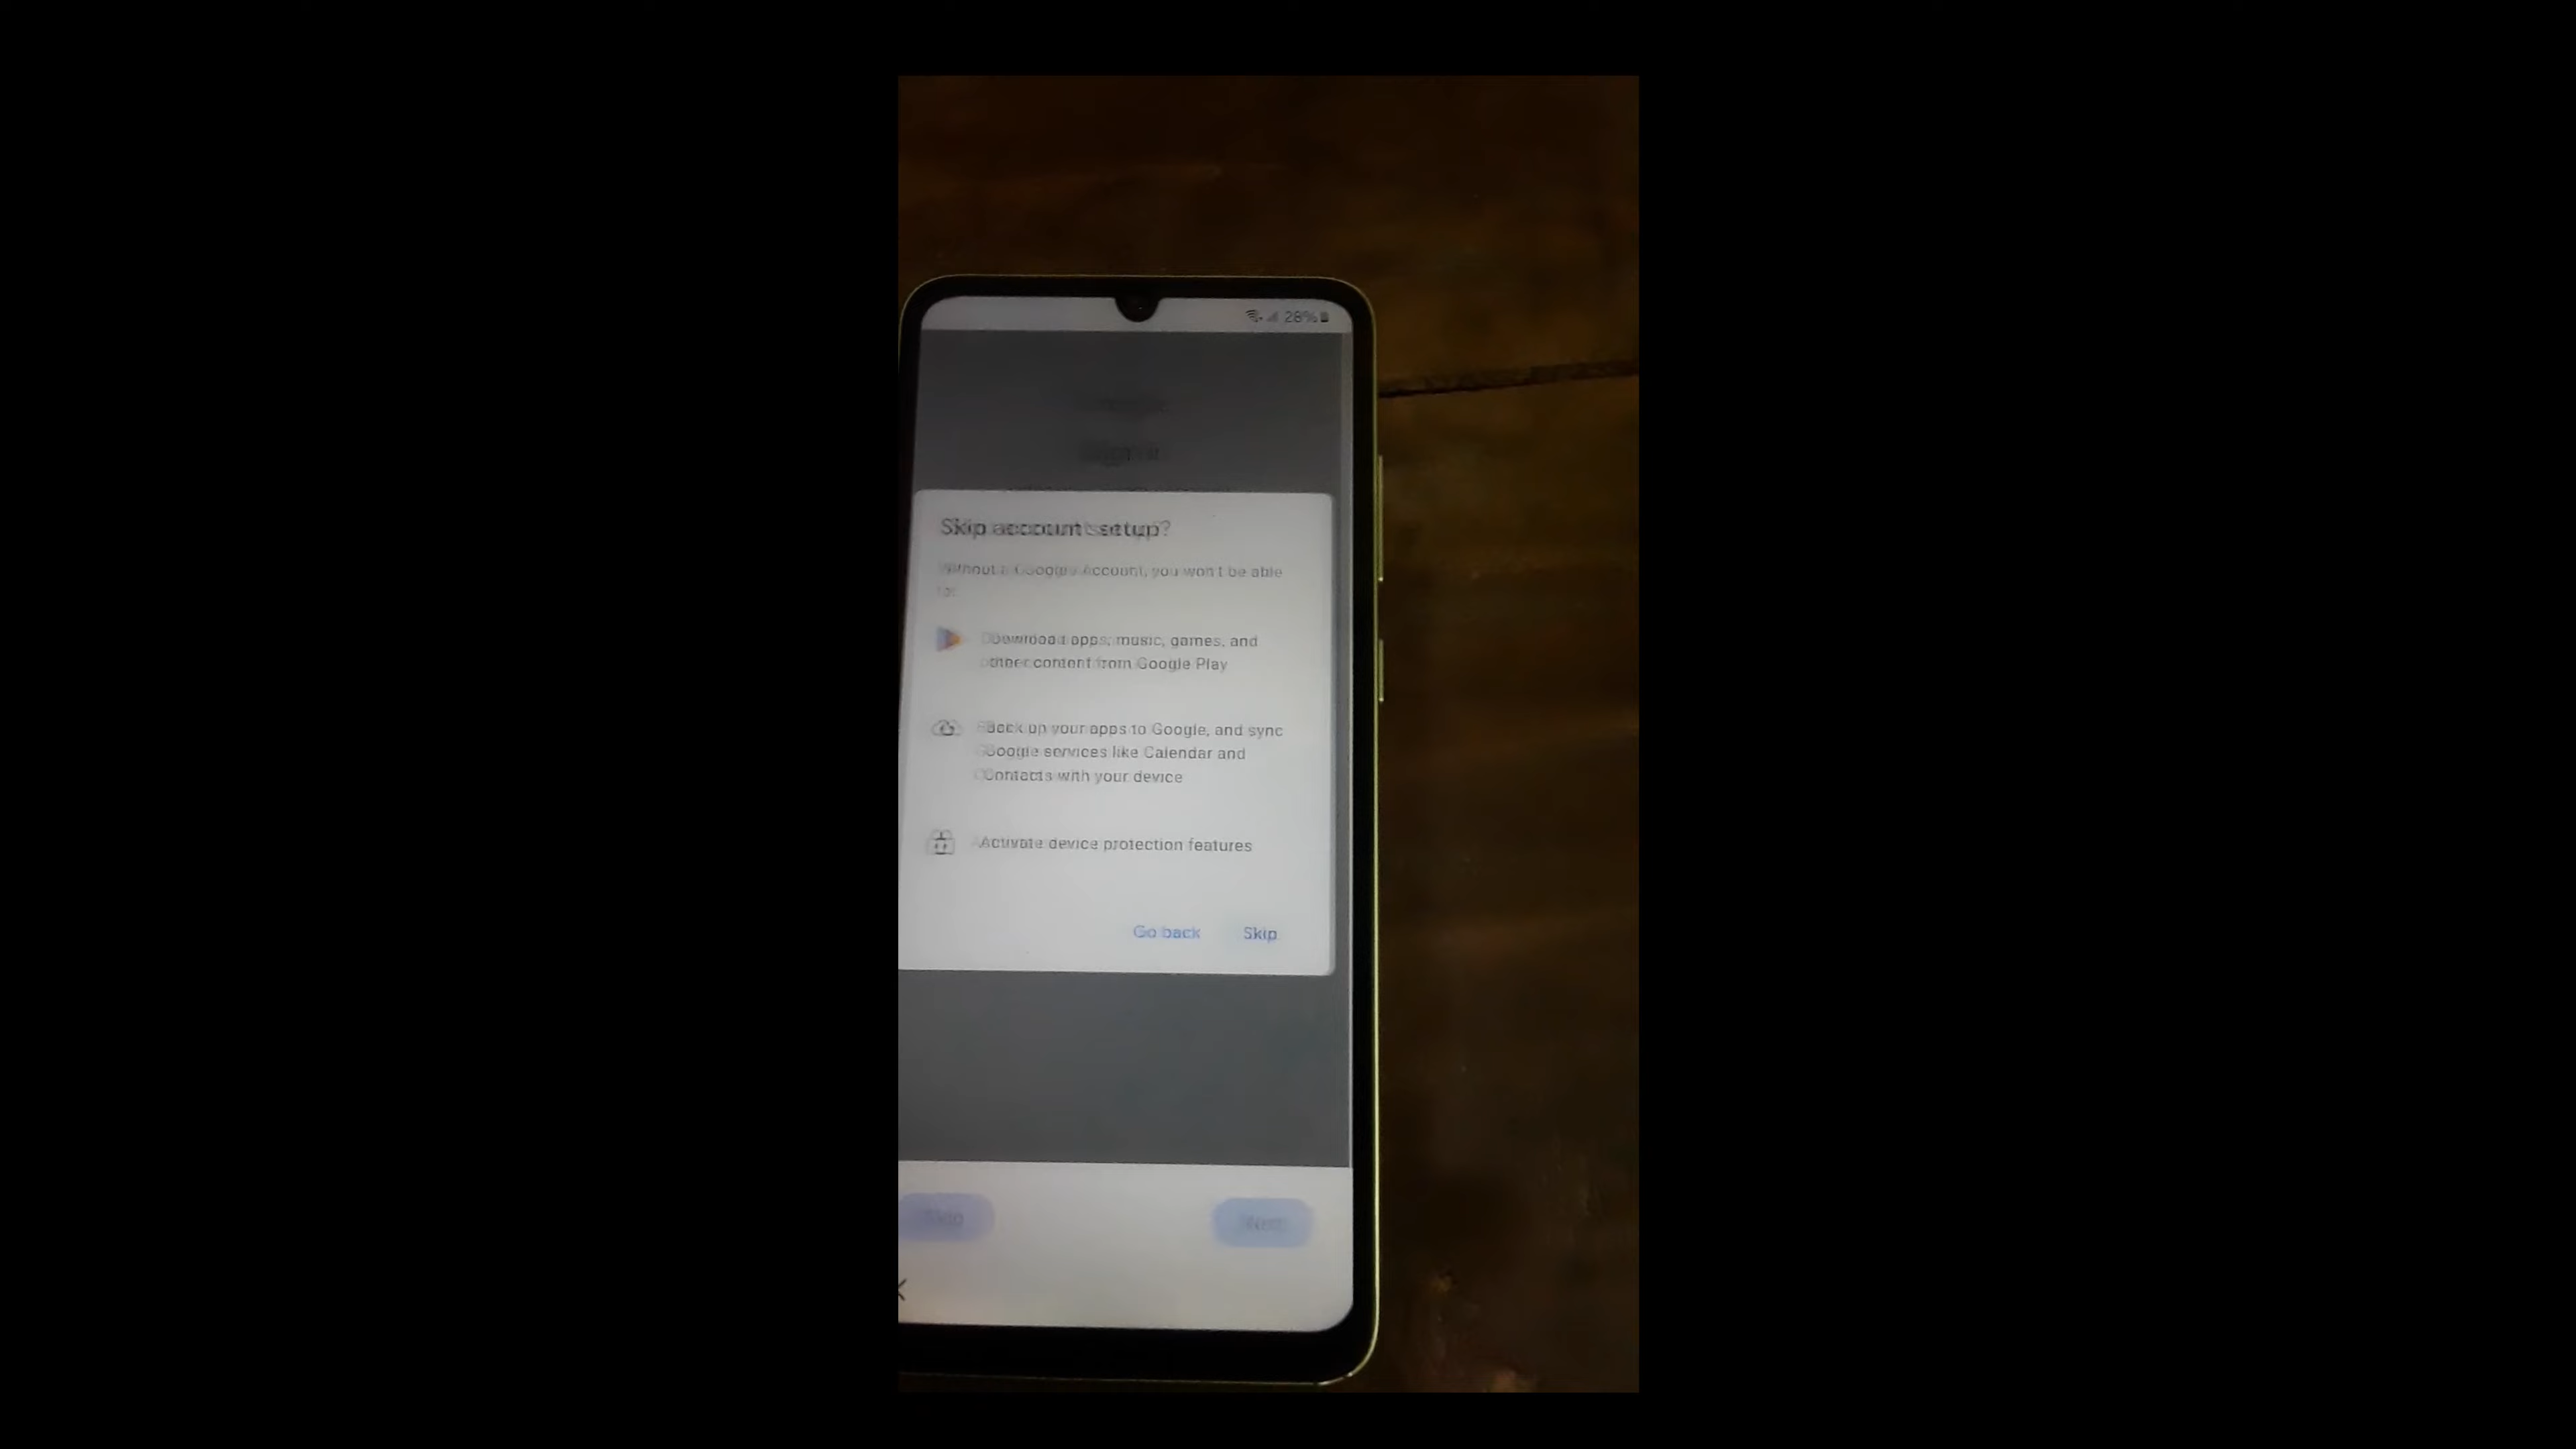 28%
Skip account setup?
Without a Google Account, you won't be able
to:
Download apps, music, games, and
other content from Google Play
Back up your apps to Google, and sync
Google services like Calendar and
Contacts with your device
Activate device protection features
Go back Skip
Skip Next